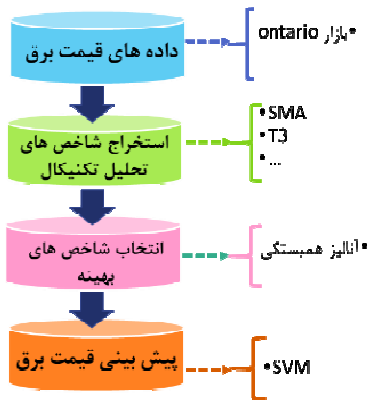 داده های قیمت برق
•بازار ontario
استخراج شاخص های
تحلیل تکنیکال
•SMA
•T3
•...
انتخاب شاخص های
بهینه
•آنالیز همبستگی
پیش بینی قیمت برق
•SVM